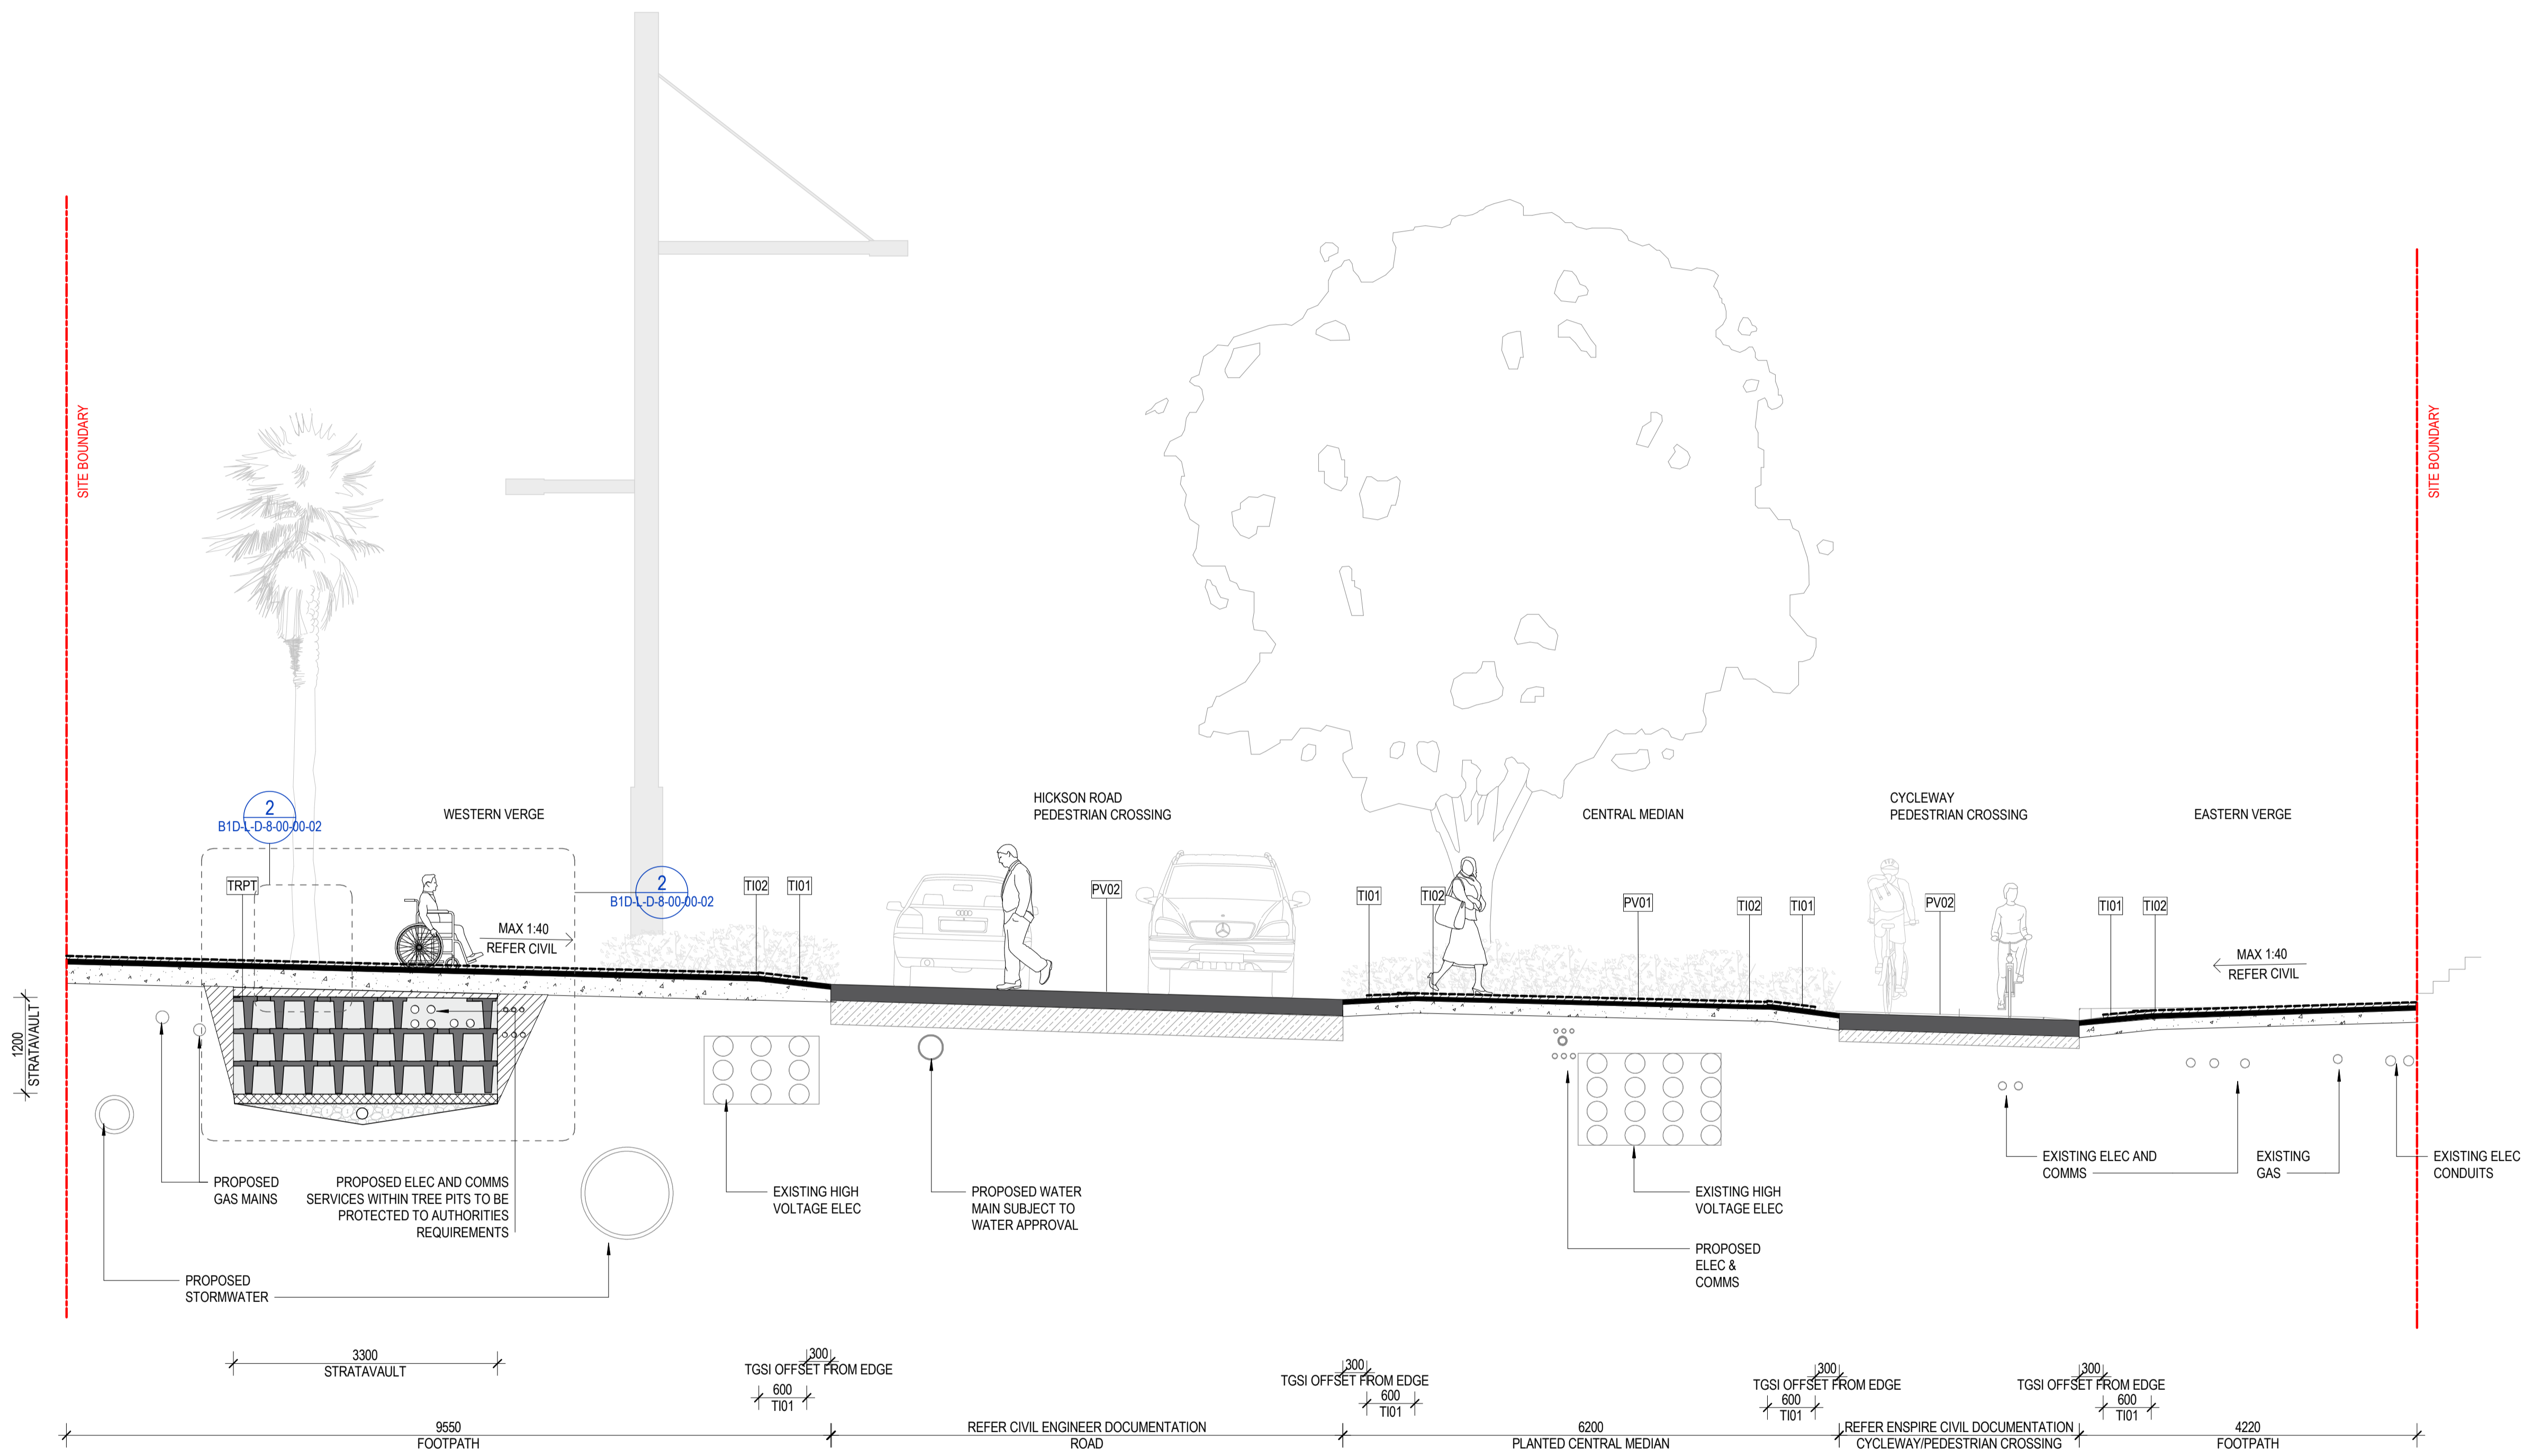 SITE BOUNDARY
SITE BOUNDARY
2
B1D-L-D-8-00-00-02
WESTERN VERGE
HICKSON ROAD
PEDESTRIAN CROSSING
CENTRAL MEDIAN
CYCLEWAY
PEDESTRIAN CROSSING
EASTERN VERGE
TRPT
2
B1D-L-D-8-00-00-02
TI02
TI01
PV02
TI01
TI02
PV01
TI02
TI01
PV02
TI01
TI02
MAX 1:40
REFER CIVIL
MAX 1:40
REFER CIVIL
1200
STRATAVAULT
PROPOSED
GAS MAINS
PROPOSED ELEC AND COMMS
SERVICES WITHIN TREE PITS TO BE
PROTECTED TO AUTHORITIES
REQUIREMENTS
EXISTING HIGH
VOLTAGE ELEC
PROPOSED WATER
MAIN SUBJECT TO
WATER APPROVAL
EXISTING HIGH
VOLTAGE ELEC
EXISTING ELEC AND
COMMS
EXISTING
GAS
EXISTING ELEC
CONDUITS
PROPOSED
ELEC &
COMMS
PROPOSED
STORMWATER
3300
STRATAVAULT
300
TGSI OFFSET FROM EDGE
600
TI01
300
TGSI OFFSET FROM EDGE
600
TI01
300
TGSI OFFSET FROM EDGE
600
TI01
300
TGSI OFFSET FROM EDGE
600
TI01
9550
FOOTPATH
REFER CIVIL ENGINEER DOCUMENTATION
ROAD
6200
PLANTED CENTRAL MEDIAN
REFER ENSPIRE CIVIL DOCUMENTATION
CYCLEWAY/PEDESTRIAN CROSSING
4220
FOOTPATH